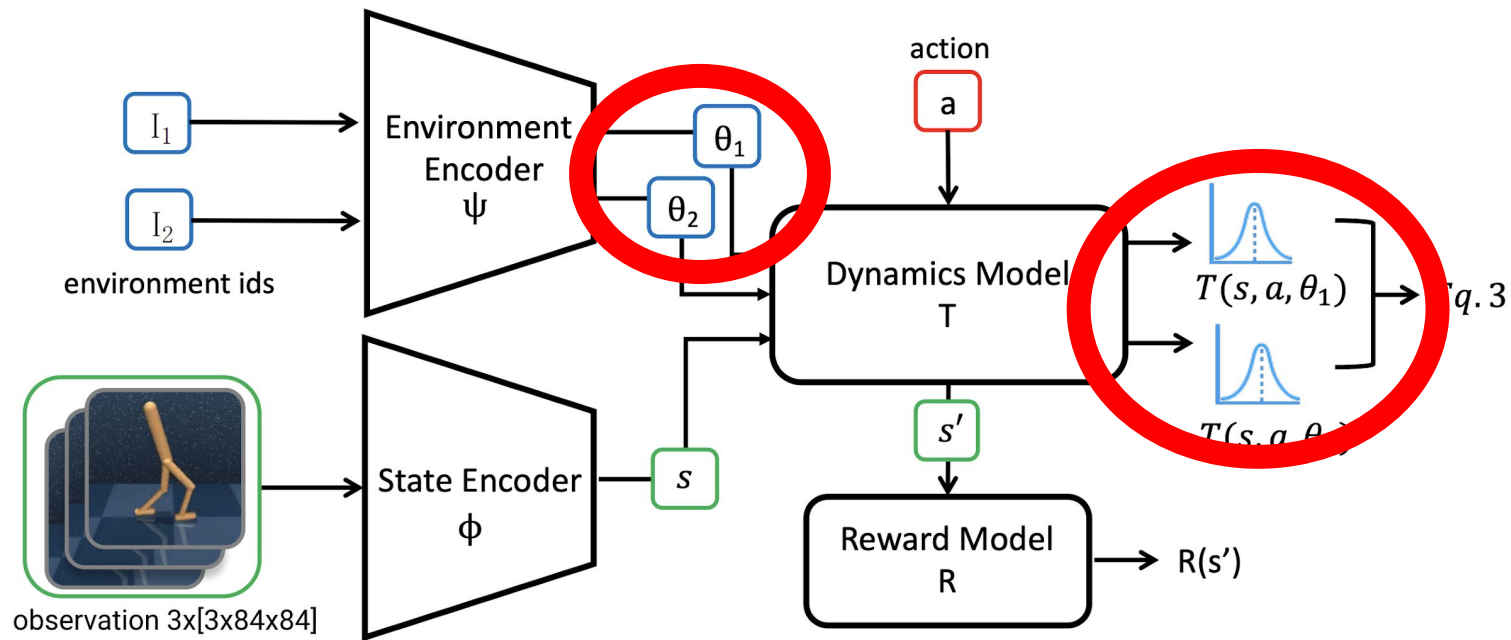 action
a
I₁
I₂
environment ids
Environment
Encoder
ψ
θ₁
θ₂
Dynamics Model
T
T(s, a, θ₁)
q. 3
T(s, a, θ
s
s′
State Encoder
ϕ
Reward Model
R
R(s’)
observation 3x[3x84x84]